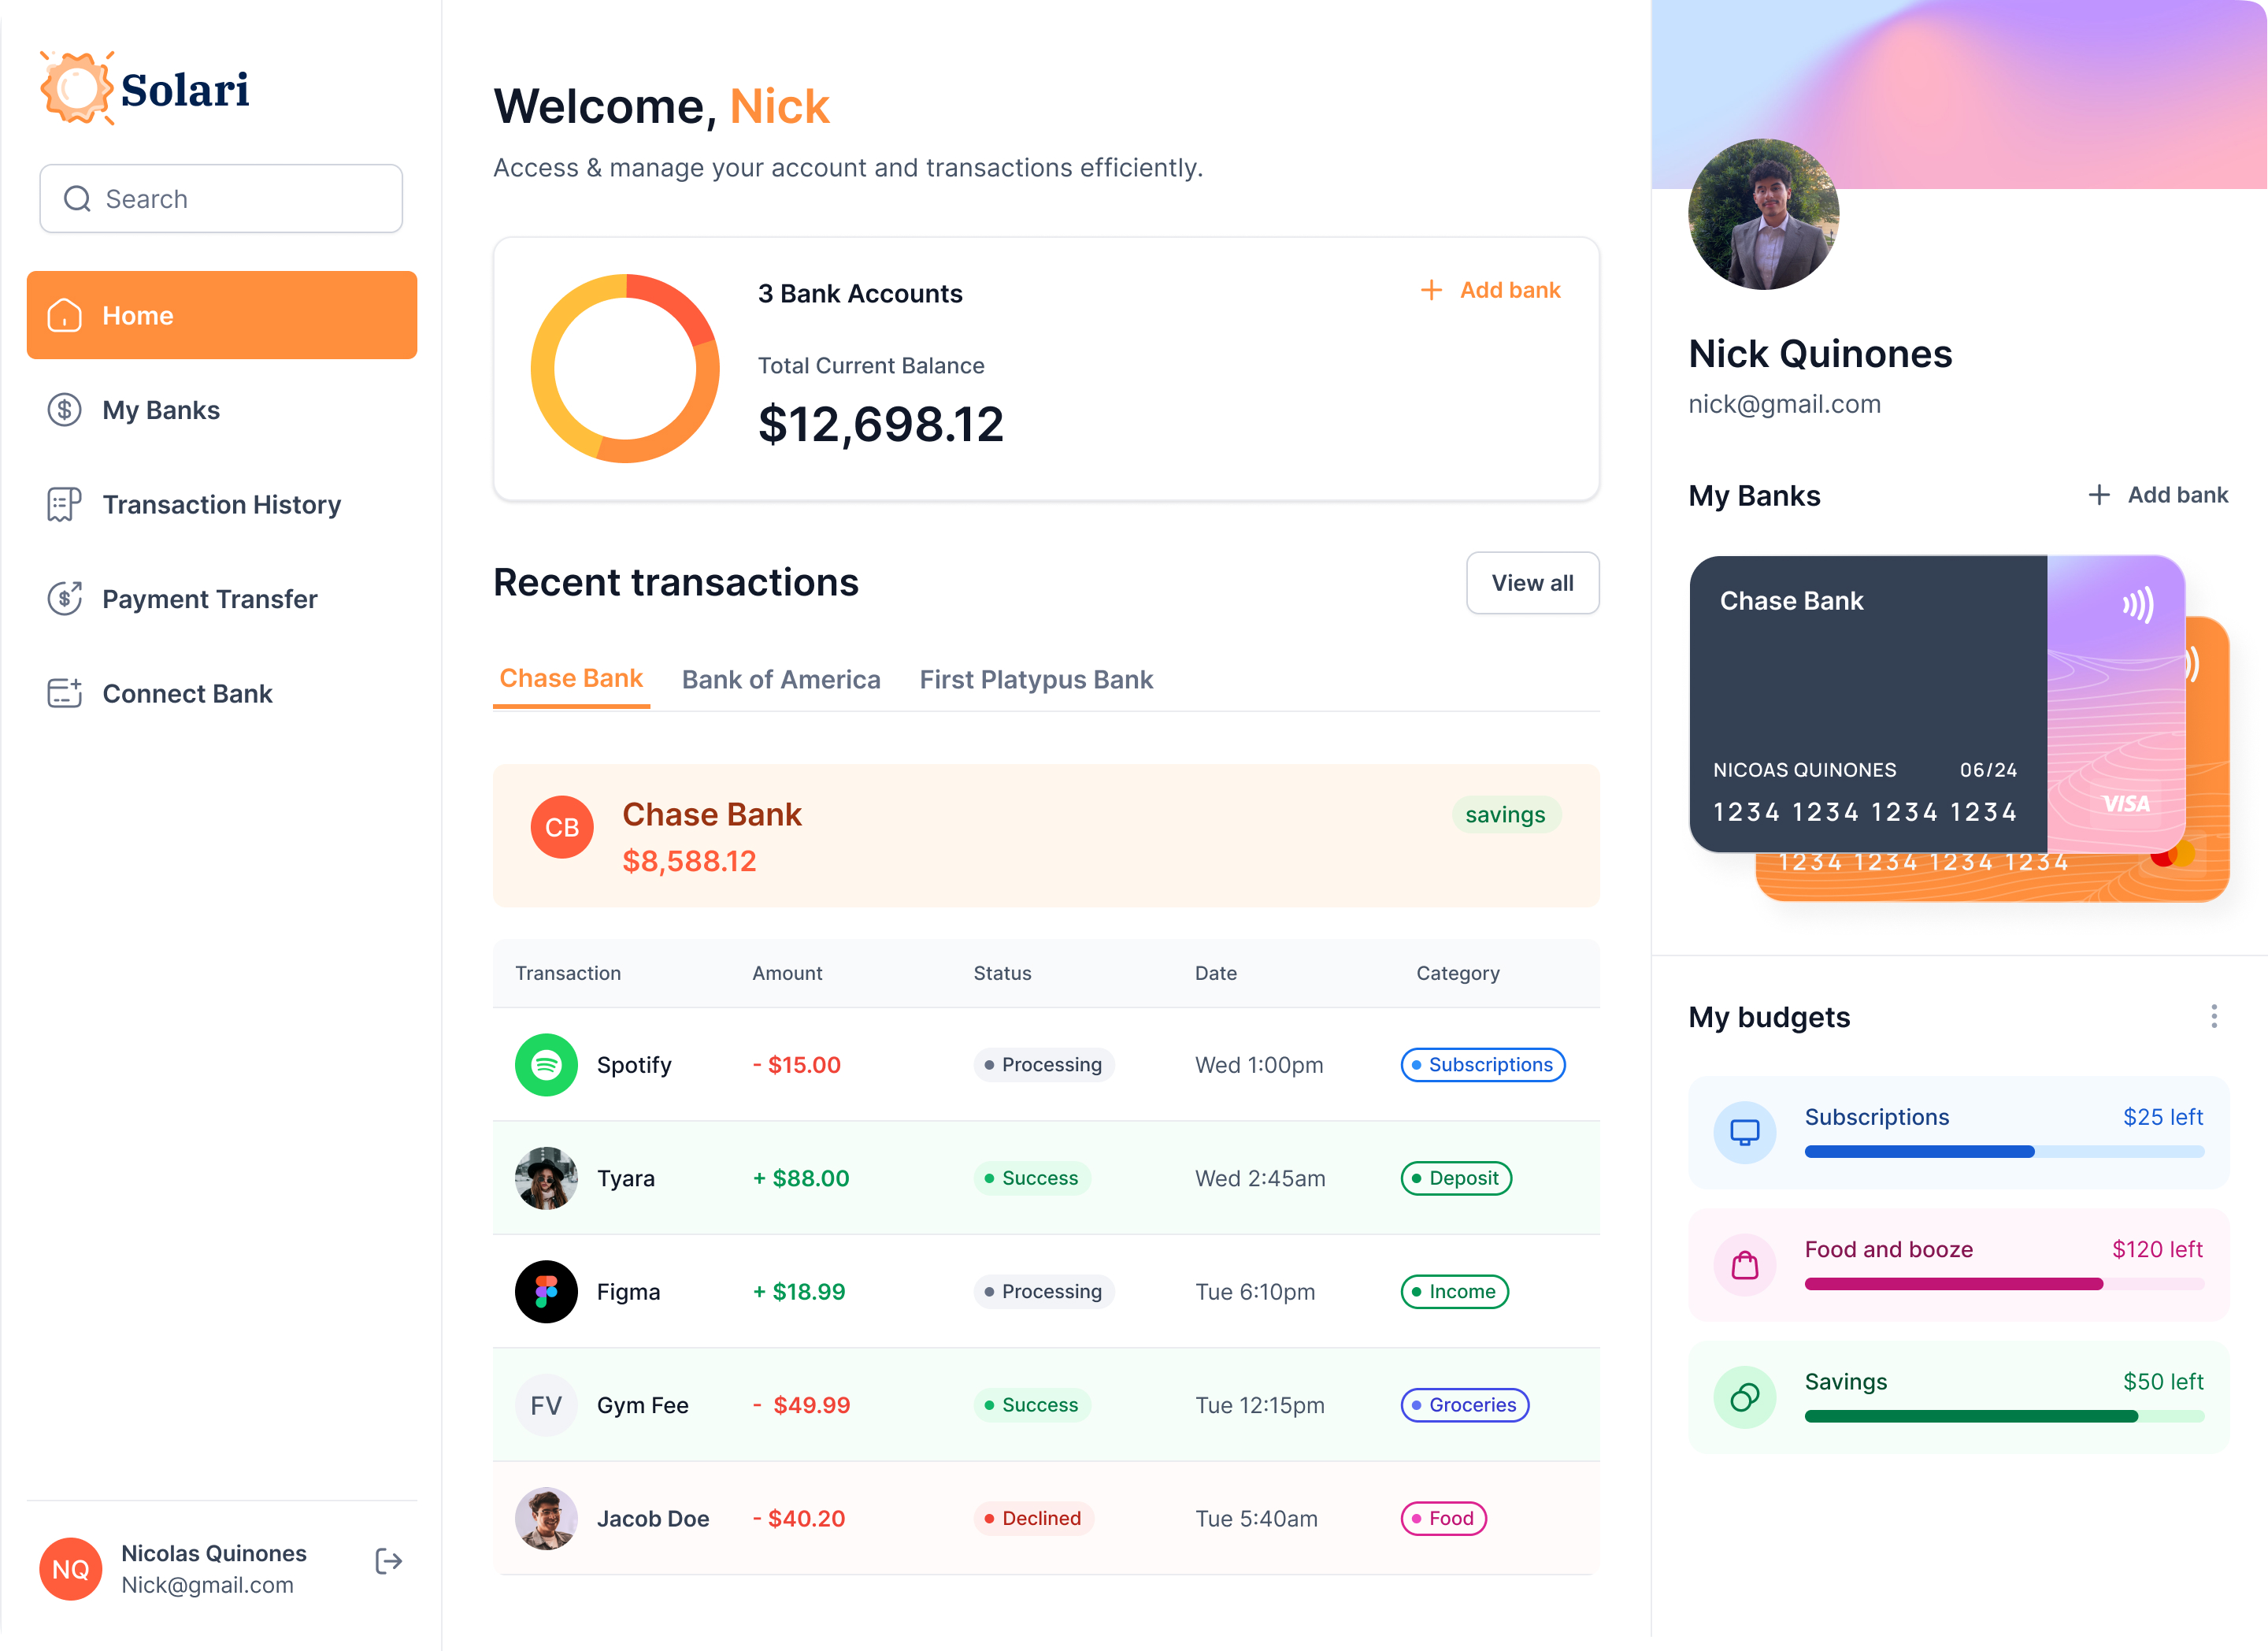 Solari
Search
Home
My Banks
Transaction History
Payment Transfer
Connect Bank
NQ
Nicolas Quinones
Nick@gmail.com
Welcome, Nick
Access & manage your account and transactions efficiently.
3 Bank Accounts
+ Add bank
Total Current Balance
$12,698.12
Recent transactions
View all
Chase Bank Bank of America First Platypus Bank
CB
Chase Bank
savings
$8,588.12
Transaction Amount Status Date Category
Spotify - $15.00 Processing Wed 1:00pm Subscriptions
Tyara + $88.00 Success Wed 2:45am Deposit
Figma + $18.99 Processing Tue 6:10pm Income
FV Gym Fee - $49.99 Success Tue 12:15pm Groceries
Jacob Doe - $40.20 Declined Tue 5:40am Food
Nick Quinones
nick@gmail.com
My Banks
+ Add bank
Chase Bank
NICOAS QUINONES 06/24
1234 1234 1234 1234
VISA
1234 1234 1234 1234
My budgets
Subscriptions $25 left
Food and booze $120 left
Savings $50 left